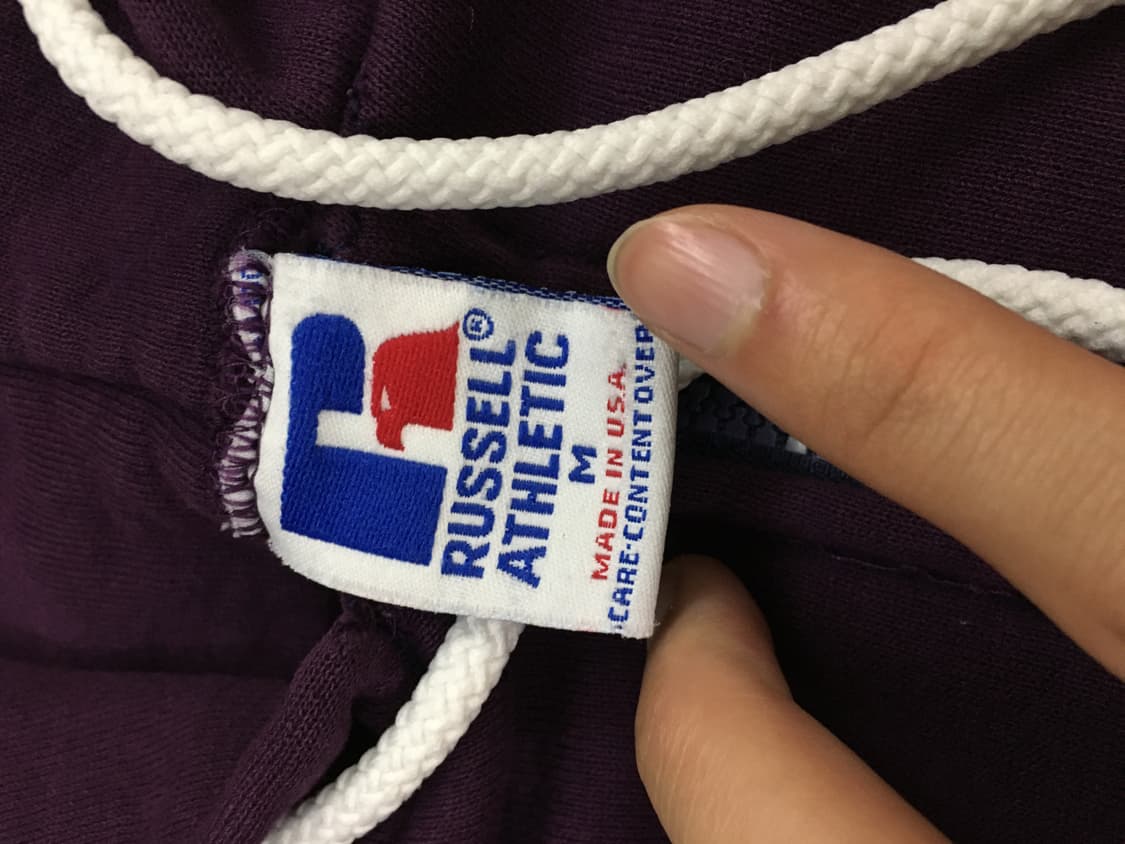 RUSSELL®
ATHLETIC
M
MADE IN U.S.A.
·CARE-CONTENT OVER